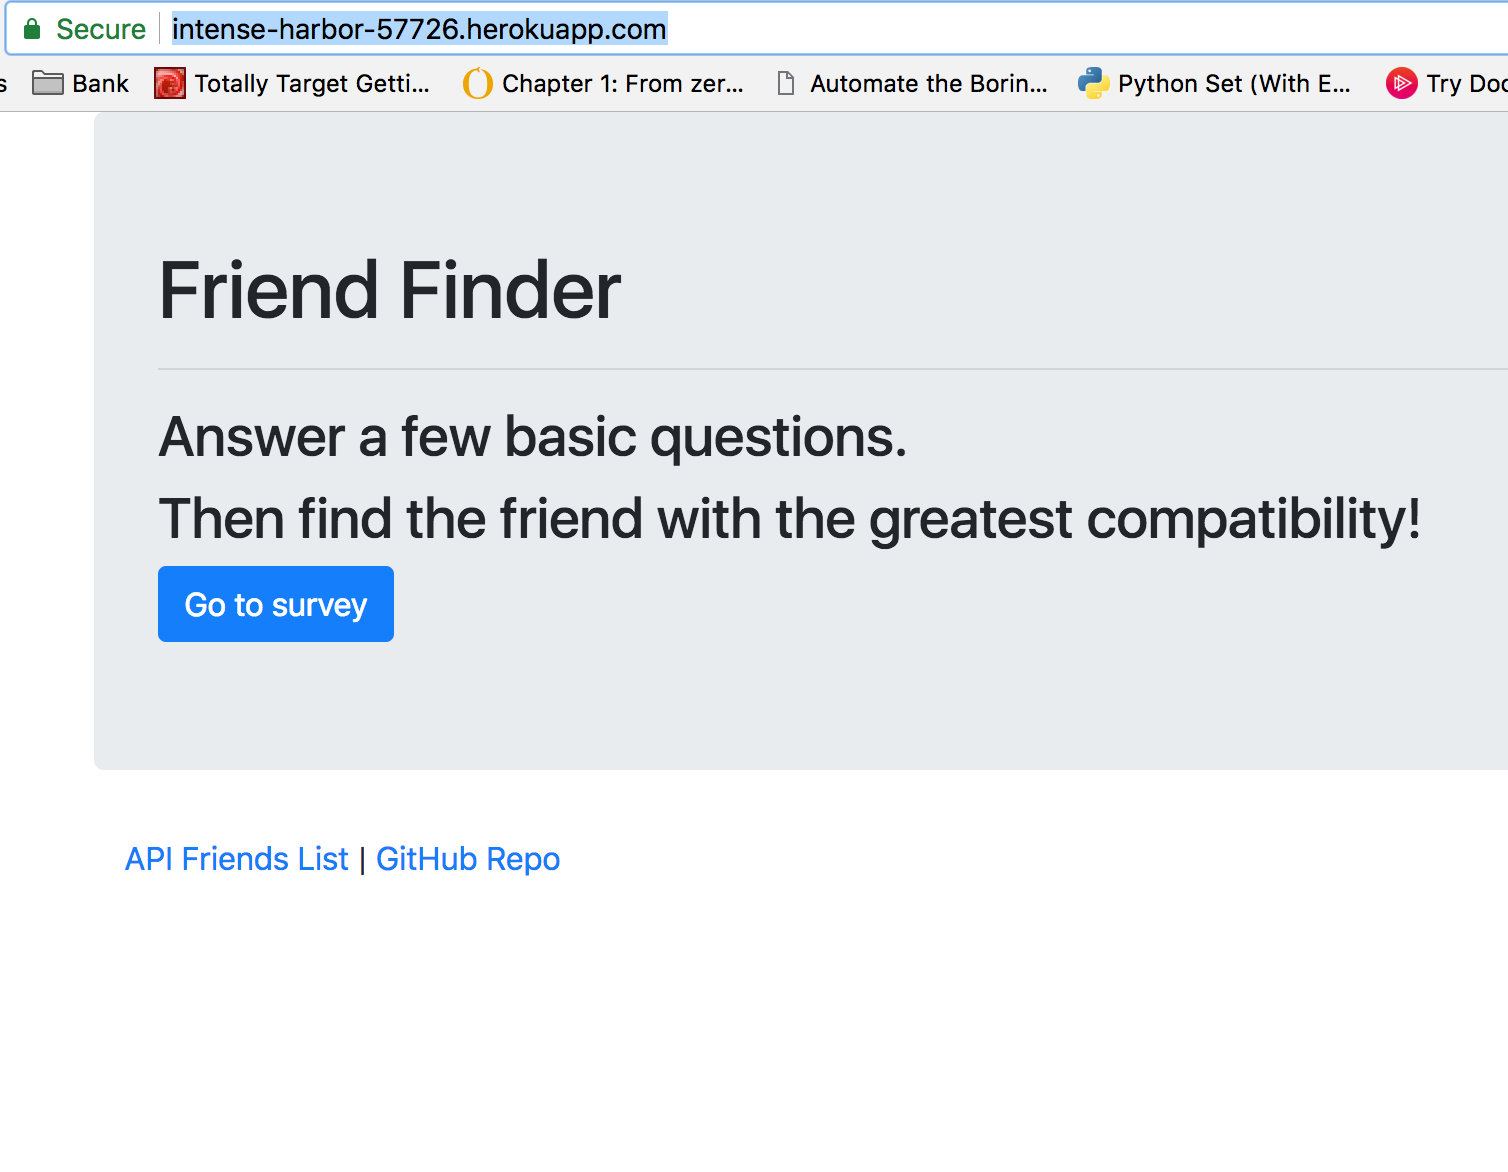 Secure intense-harbor-57726.herokuapp.com
s Bank Totally Target Getti... Chapter 1: From zer... Automate the Borin... Python Set (With E... Try Doc
Friend Finder
Answer a few basic questions.
Then find the friend with the greatest compatibility!
Go to survey
API Friends List | GitHub Repo